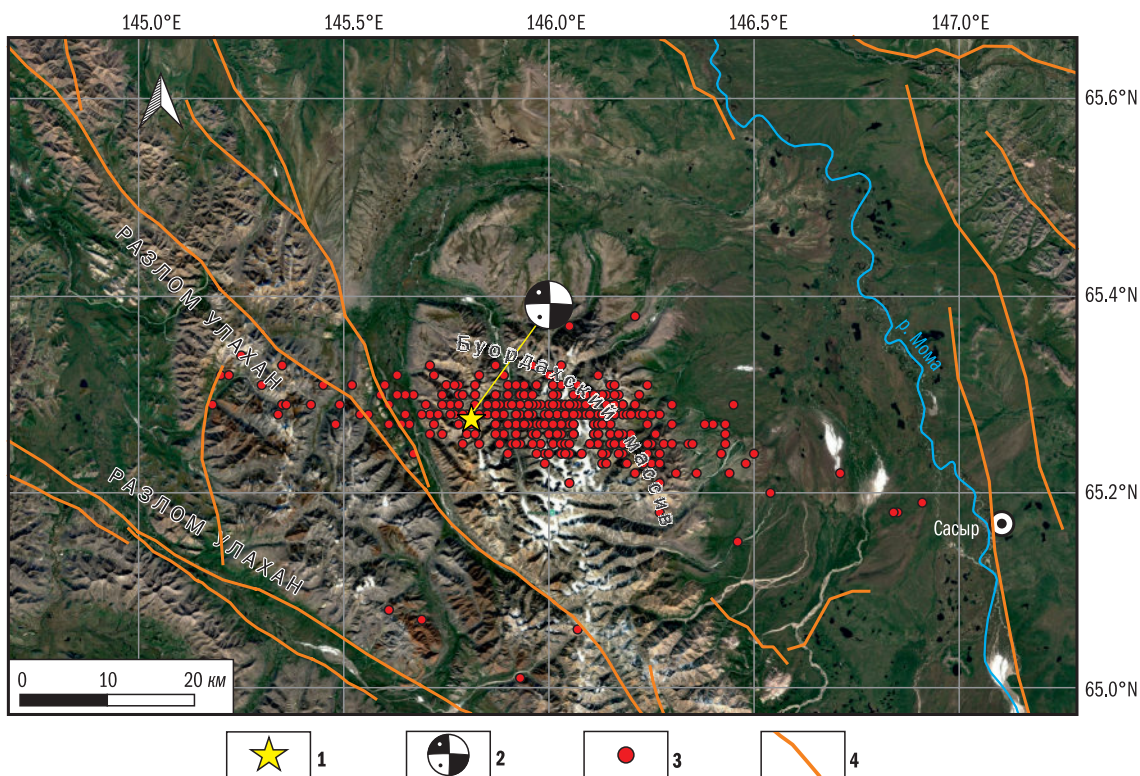 145.0°E 145.5°E 146.0°E 146.5°E 147.0°E
65.6°N
РАЗЛОМ УЛАХАН
65.4°N
Буордахский массив
р. Мома
РАЗЛОМ УЛАХАН
65.2°N
Сасыр
0 10 20 км
65.0°N
1 2 3 4